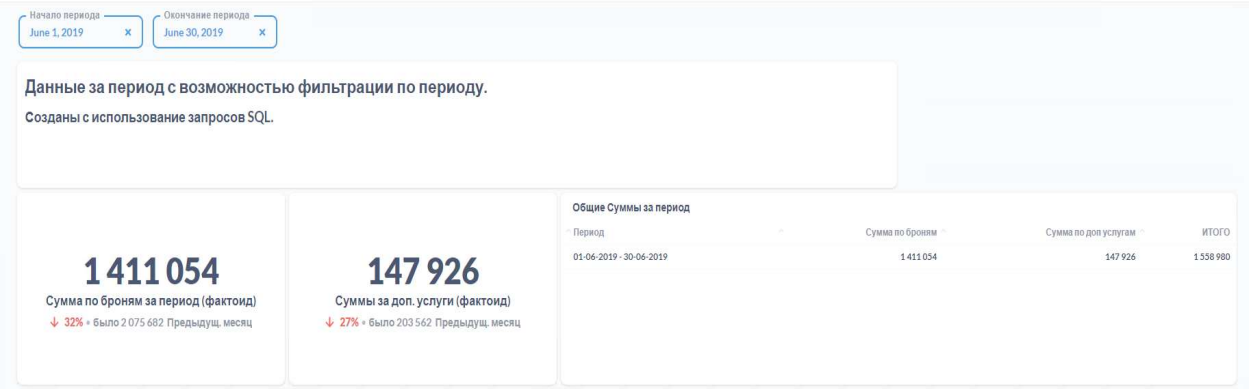 Начало периода
June 1, 2019 x
Окончание периода
June 30, 2019 x
Данные за период с возможностью фильтрации по периоду.
Созданы с использование запросов SQL.
1 411 054
Сумма по броням за период (фактоид)
↓ 32% • было 2 075 682 Предыдущ. месяц
147 926
Суммы за доп. услуги (фактоид)
↓ 27% • было 203 562 Предыдущ. месяц
Общие Суммы за период
Период Сумма по броням Сумма по доп услугам ИТОГО
01-06-2019 - 30-06-2019 1 411 054 147 926 1 558 980